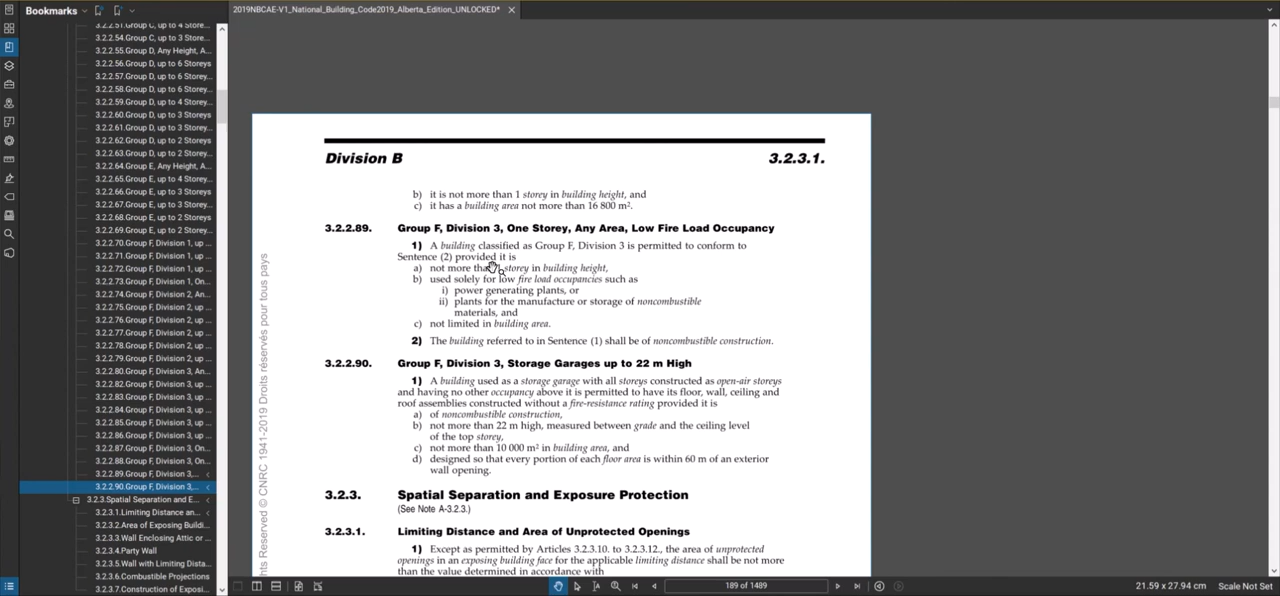 Bookmarks
2019NBCAE-V1_National_Building_Code2019_Alberta_Edition_UNLOCKED*
3.2.2.51.Group C, up to 4 Store...
3.2.2.54.Group C, up to 3 Store...
3.2.2.55.Group D, Any Height, A...
3.2.2.56.Group D, up to 6 Storeys
3.2.2.57.Group D, up to 6 Storey...
3.2.2.58.Group D, up to 6 Storey...
3.2.2.59.Group D, up to 4 Storey...
3.2.2.60.Group D, up to 3 Storeys
3.2.2.61.Group D, up to 3 Storey...
3.2.2.62.Group D, up to 2 Storeys
3.2.2.63.Group D, up to 2 Storey...
3.2.2.64.Group E, Any Height, A...
3.2.2.65.Group E, up to 4 Storey...
3.2.2.66.Group E, up to 3 Storeys
3.2.2.67.Group E, up to 3 Storey...
3.2.2.68.Group E, up to 2 Storeys
3.2.2.69.Group E, up to 2 Storey...
3.2.2.70.Group F, Division 1, up ...
3.2.2.71.Group F, Division 1, up ...
3.2.2.72.Group F, Division 1, up ...
3.2.2.73.Group F, Division 1, On...
3.2.2.74.Group F, Division 2, An...
3.2.2.75.Group F, Division 2, up ...
3.2.2.76.Group F, Division 2, up ...
3.2.2.77.Group F, Division 2, up ...
3.2.2.78.Group F, Division 2, up ...
3.2.2.79.Group F, Division 2, up ...
3.2.2.80.Group F, Division 3, An...
3.2.2.82.Group F, Division 3, up ...
3.2.2.83.Group F, Division 3, up ...
3.2.2.84.Group F, Division 3, up ...
3.2.2.85.Group F, Division 3, up ...
3.2.2.86.Group F, Division 3, up ...
3.2.2.87.Group F, Division 3, On...
3.2.2.88.Group F, Division 3, On...
3.2.2.89.Group F, Division 3,...
3.2.2.90.Group F, Division 3,...
3.2.3.Spatial Separation and E...
3.2.3.1.Limiting Distance an...
3.2.3.2.Area of Exposing Buildi...
3.2.3.3.Wall Enclosing Attic or ...
3.2.3.4.Party Wall
3.2.3.5.Wall with Limiting Dista...
3.2.3.6.Combustible Projections
3.2.3.7.Construction of Exposi...
Division B 3.2.3.1.
b) it is not more than 1 storey in building height, and
c) it has a building area not more than 16 800 m².
3.2.2.89. Group F, Division 3, One Storey, Any Area, Low Fire Load Occupancy
1) A building classified as Group F, Division 3 is permitted to conform to
Sentence (2) provided it is
a) not more tha storey in building height,
b) used solely for low fire load occupancies such as
i) power generating plants, or
ii) plants for the manufacture or storage of noncombustible
materials, and
c) not limited in building area.
2) The building referred to in Sentence (1) shall be of noncombustible construction.
3.2.2.90. Group F, Division 3, Storage Garages up to 22 m High
1) A building used as a storage garage with all storeys constructed as open-air storeys
and having no other occupancy above it is permitted to have its floor, wall, ceiling and
roof assemblies constructed without a fire-resistance rating provided it is
a) of noncombustible construction,
b) not more than 22 m high, measured between grade and the ceiling level
of the top storey,
c) not more than 10 000 m² in building area, and
d) designed so that every portion of each floor area is within 60 m of an exterior
wall opening.
3.2.3. Spatial Separation and Exposure Protection
(See Note A-3.2.3.)
3.2.3.1. Limiting Distance and Area of Unprotected Openings
1) Except as permitted by Articles 3.2.3.10. to 3.2.3.12., the area of unprotected
openings in an exposing building face for the applicable limiting distance shall be not more
than the value determined in accordance with
hts Reserved © CNRC 1941-2019 Droits réservés pour tous pays
189 of 1489
21.59 x 27.94 cm
Scale Not Set